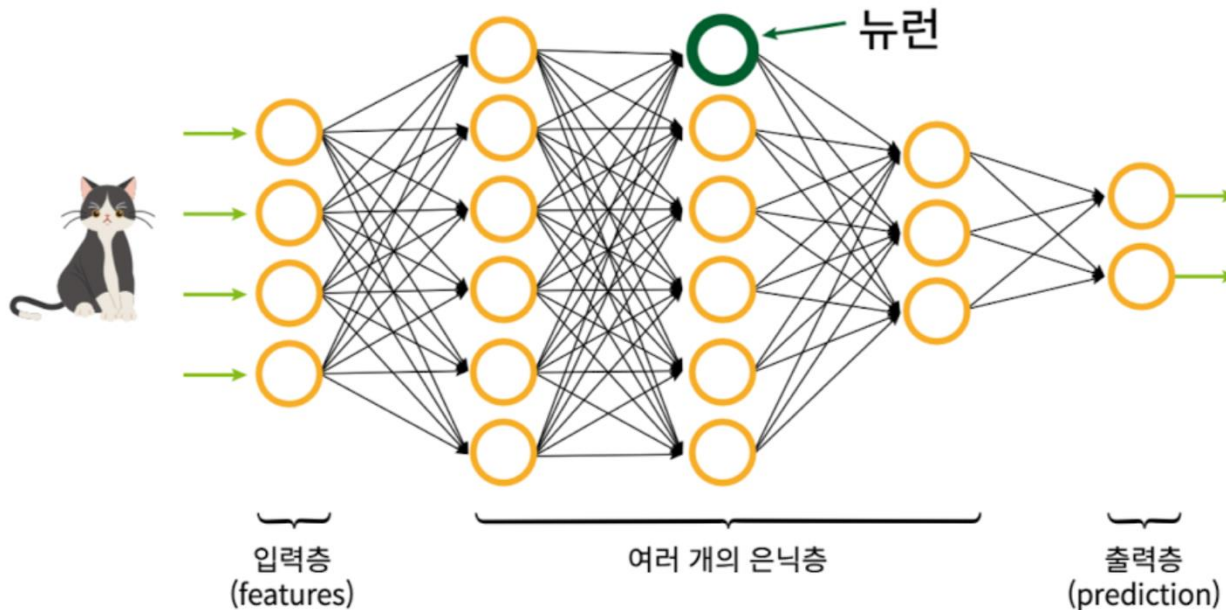 뉴런
입력층
(features)
여러 개의 은닉층
출력층
(prediction)